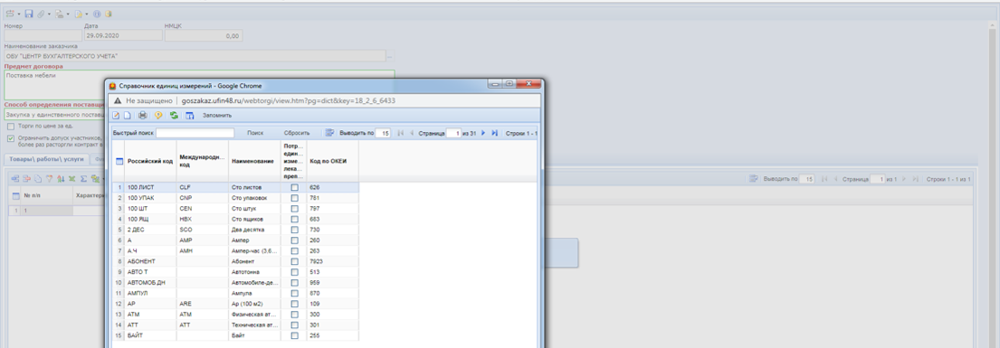 Номер Дата НМЦК
29.09.2020 0,00
Наименование заказчика
ОБУ "ЦЕНТР БУХГАЛТЕРСКОГО УЧЕТА"
Предмет договора
Поставка мебели
Способ определения поставщи
Закупка у единственного поставщ
Торги по цене за ед.
Ограничить допуск участников,
более раз расторгли контракт в
Товары\ работы\ услуги
№ п/п Характер
1 1
Выводить по 15 Страница 1 из 1 Строки 1 - 1 из 1
Справочник единиц измерений - Google Chrome
Не защищено | goszakaz.ufin48.ru/webtorgi/view.htm?pg=dict&key=18_2_6_6433
Запомнить
Быстрый поиск Поиск Сбросить Выводить по 15 Страница 1 из 31 Строки 1 - 1
Российский код Международн... код Наименование Потр... един... изме... лека... преп... Код по ОКЕИ
1 100 ЛИСТ CLF Сто листов 626
2 100 УПАК CNP Сто упаковок 781
3 100 ШТ CEN Сто штук 797
4 100 ЯЩ HBX Сто ящиков 683
5 2 ДЕС SCO Два десятка 730
6 А AMP Ампер 260
7 А.Ч AMH Ампер-час (3,6... 263
8 АБОНЕНТ Абонент 7923
9 АВТО Т Автотонна 513
10 АВТОМОБ.ДН Автомобиле-де... 959
11 АМПУЛ Ампула 870
12 АР ARE Ар (100 м2) 109
13 АТМ ATM Физическая ат... 300
14 АТТ ATT Техническая ат... 301
15 БАЙТ Байт 255